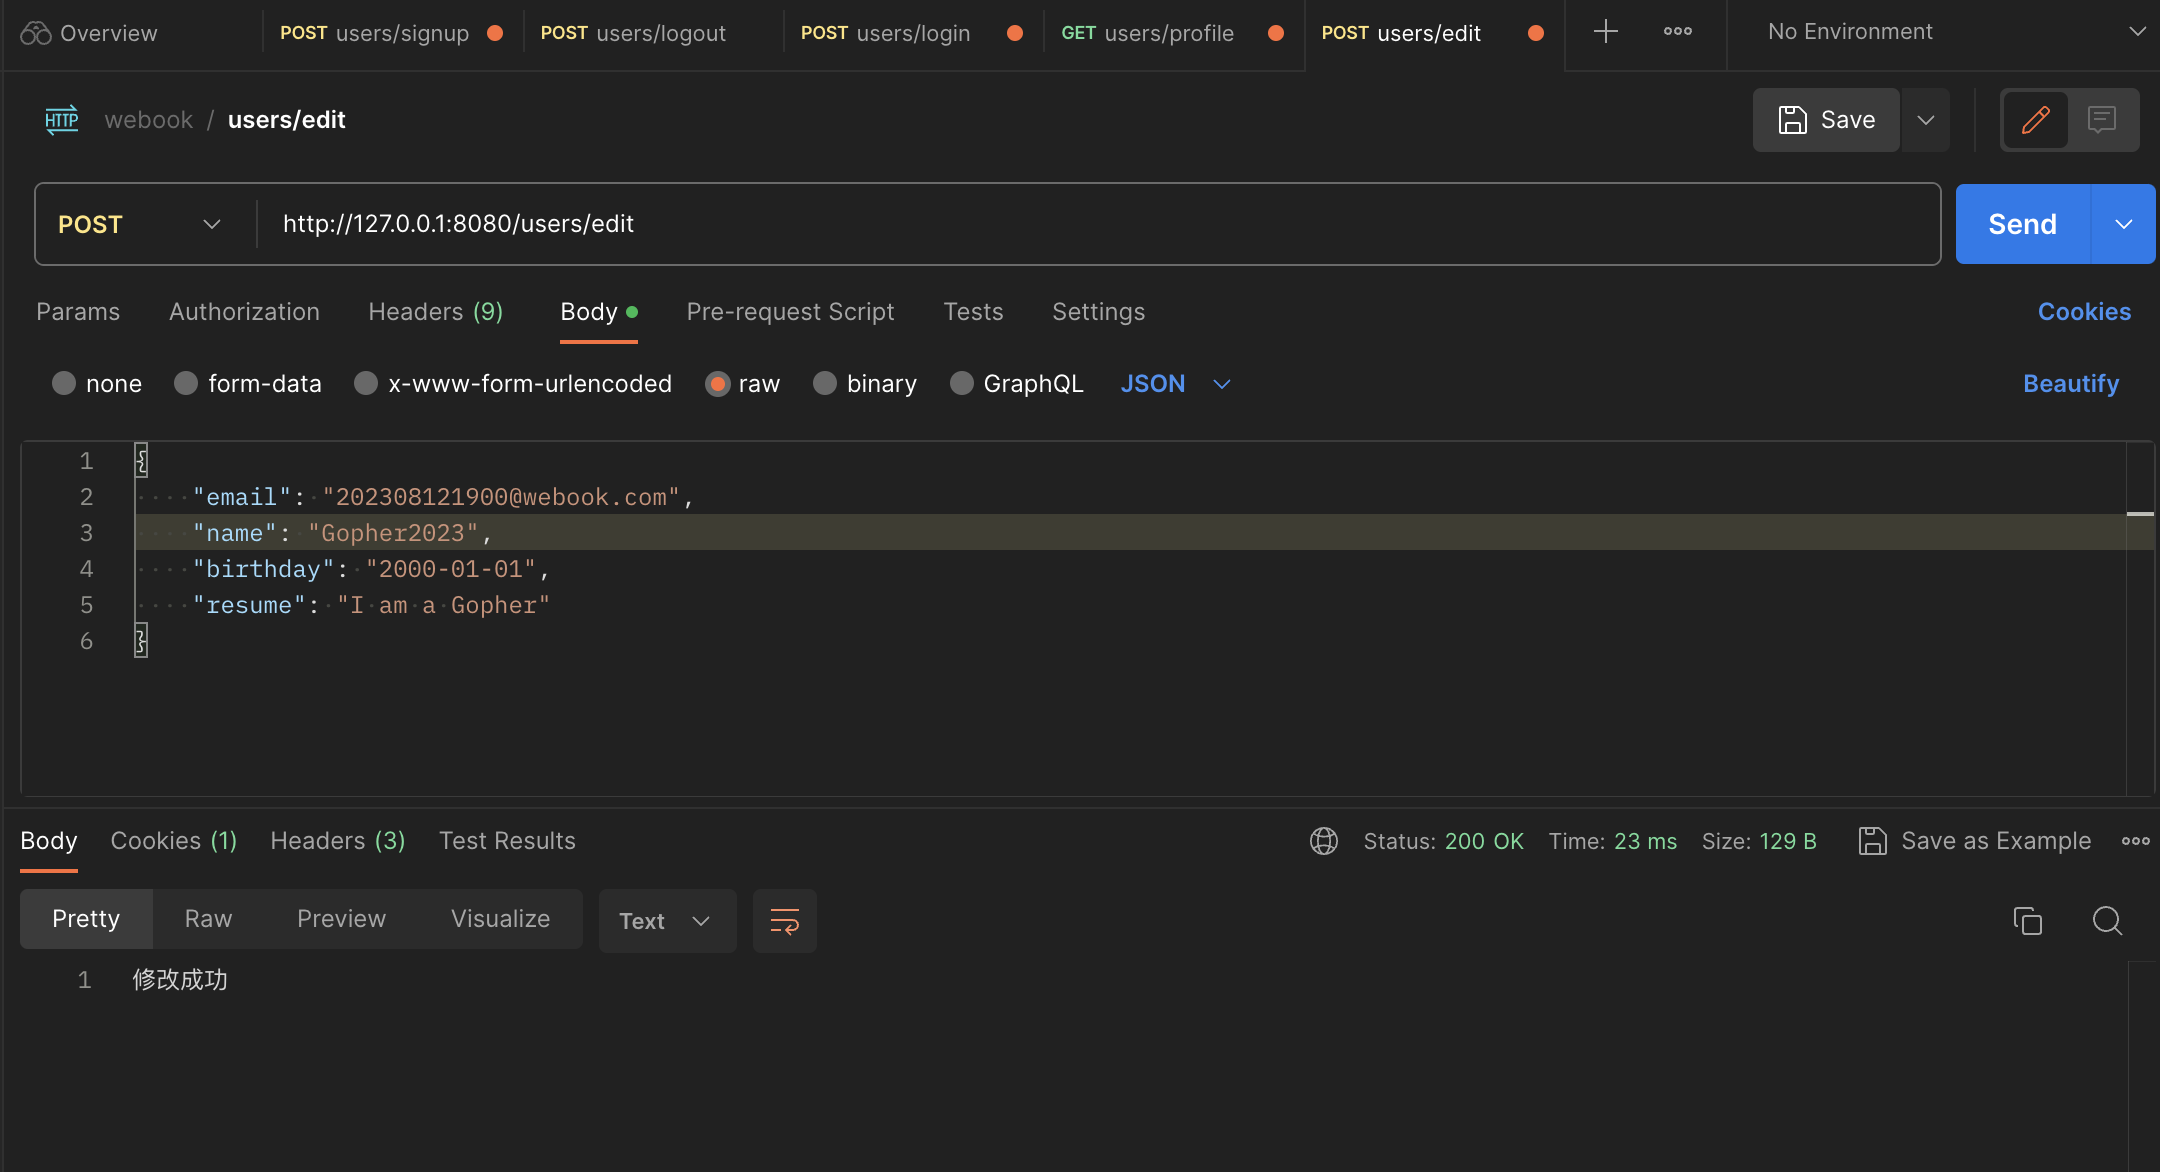 Overview POST users/signup POST users/logout POST users/login GET users/profile POST users/edit No Environment
HTTP webook / users/edit Save
POST http://127.0.0.1:8080/users/edit Send
Params Authorization Headers (9) Body Pre-request Script Tests Settings Cookies
none form-data x-www-form-urlencoded raw binary GraphQL JSON Beautify
1 {
2 "email": "202308121900@webook.com",
3 "name": "Gopher2023",
4 "birthday": "2000-01-01",
5 "resume": "I am a Gopher"
6 }
Body Cookies (1) Headers (3) Test Results Status: 200 OK Time: 23 ms Size: 129 B Save as Example
Pretty Raw Preview Visualize Text
1 修改成功